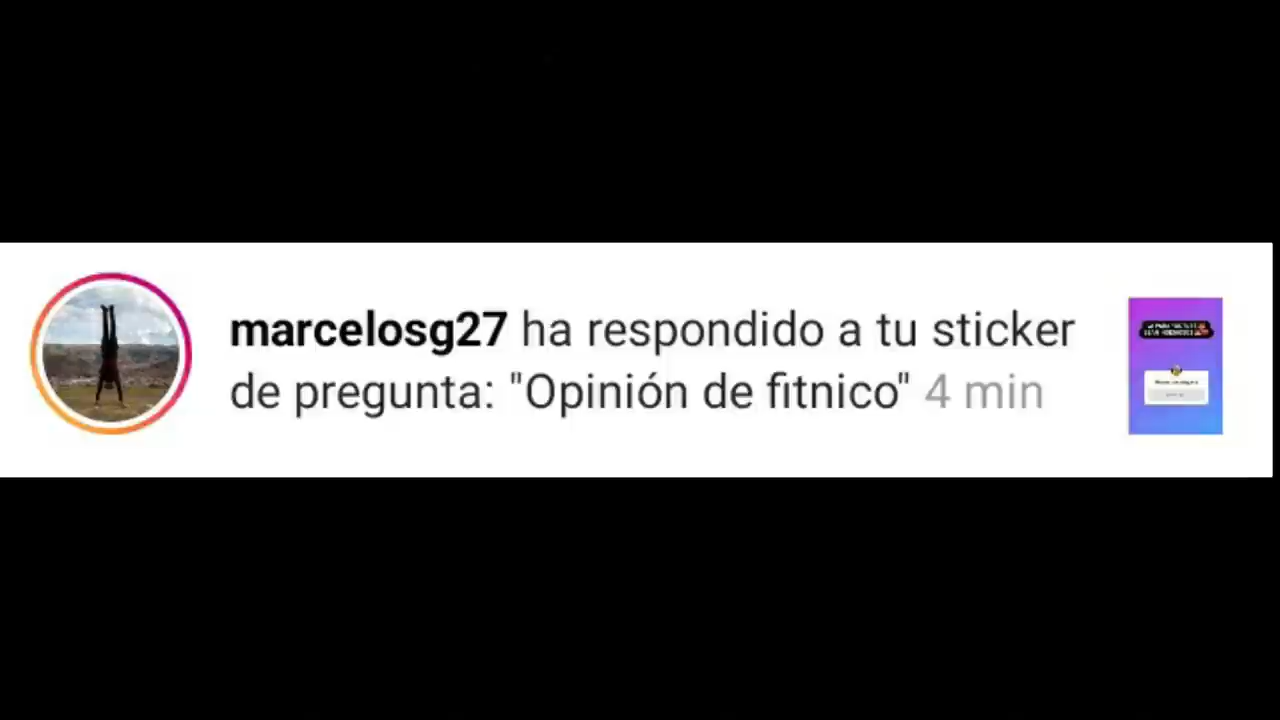 marcelosg27 ha respondido a tu sticker
de pregunta: "Opinión de fitnico" 4 min